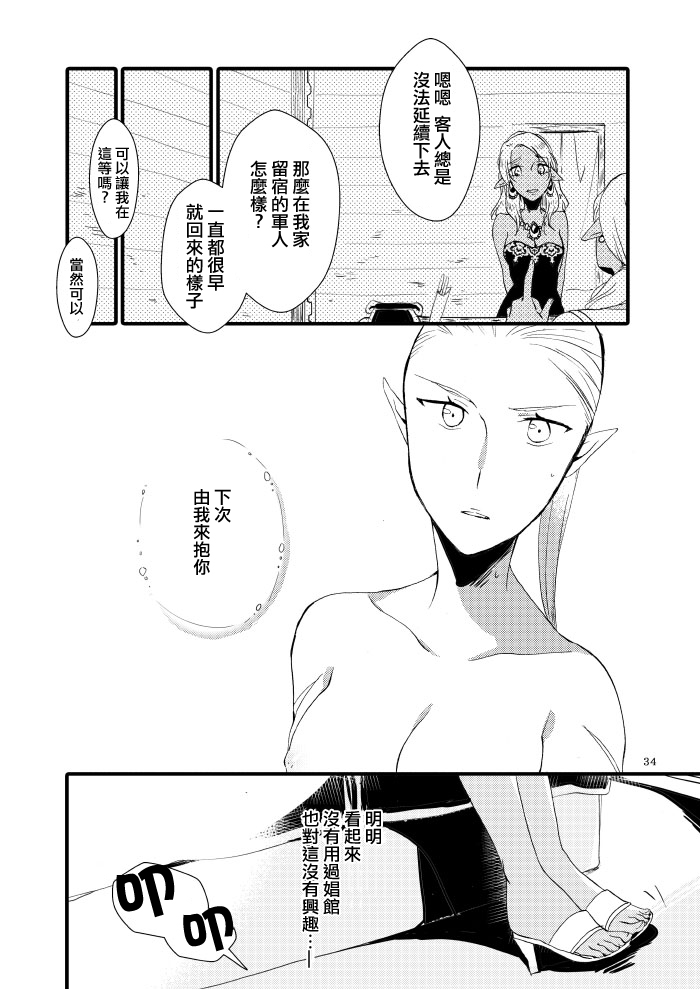 嗯嗯 客人總是
沒法延續下去
那麼在我家
留宿的軍人
怎麼樣？
一直都很早
就回來的樣子
可以讓我在
這等嗎？
當然可以
下次
由我來抱你
34
明明
看起來
沒有用過娼館
也對這沒有興趣…—
叩
叩